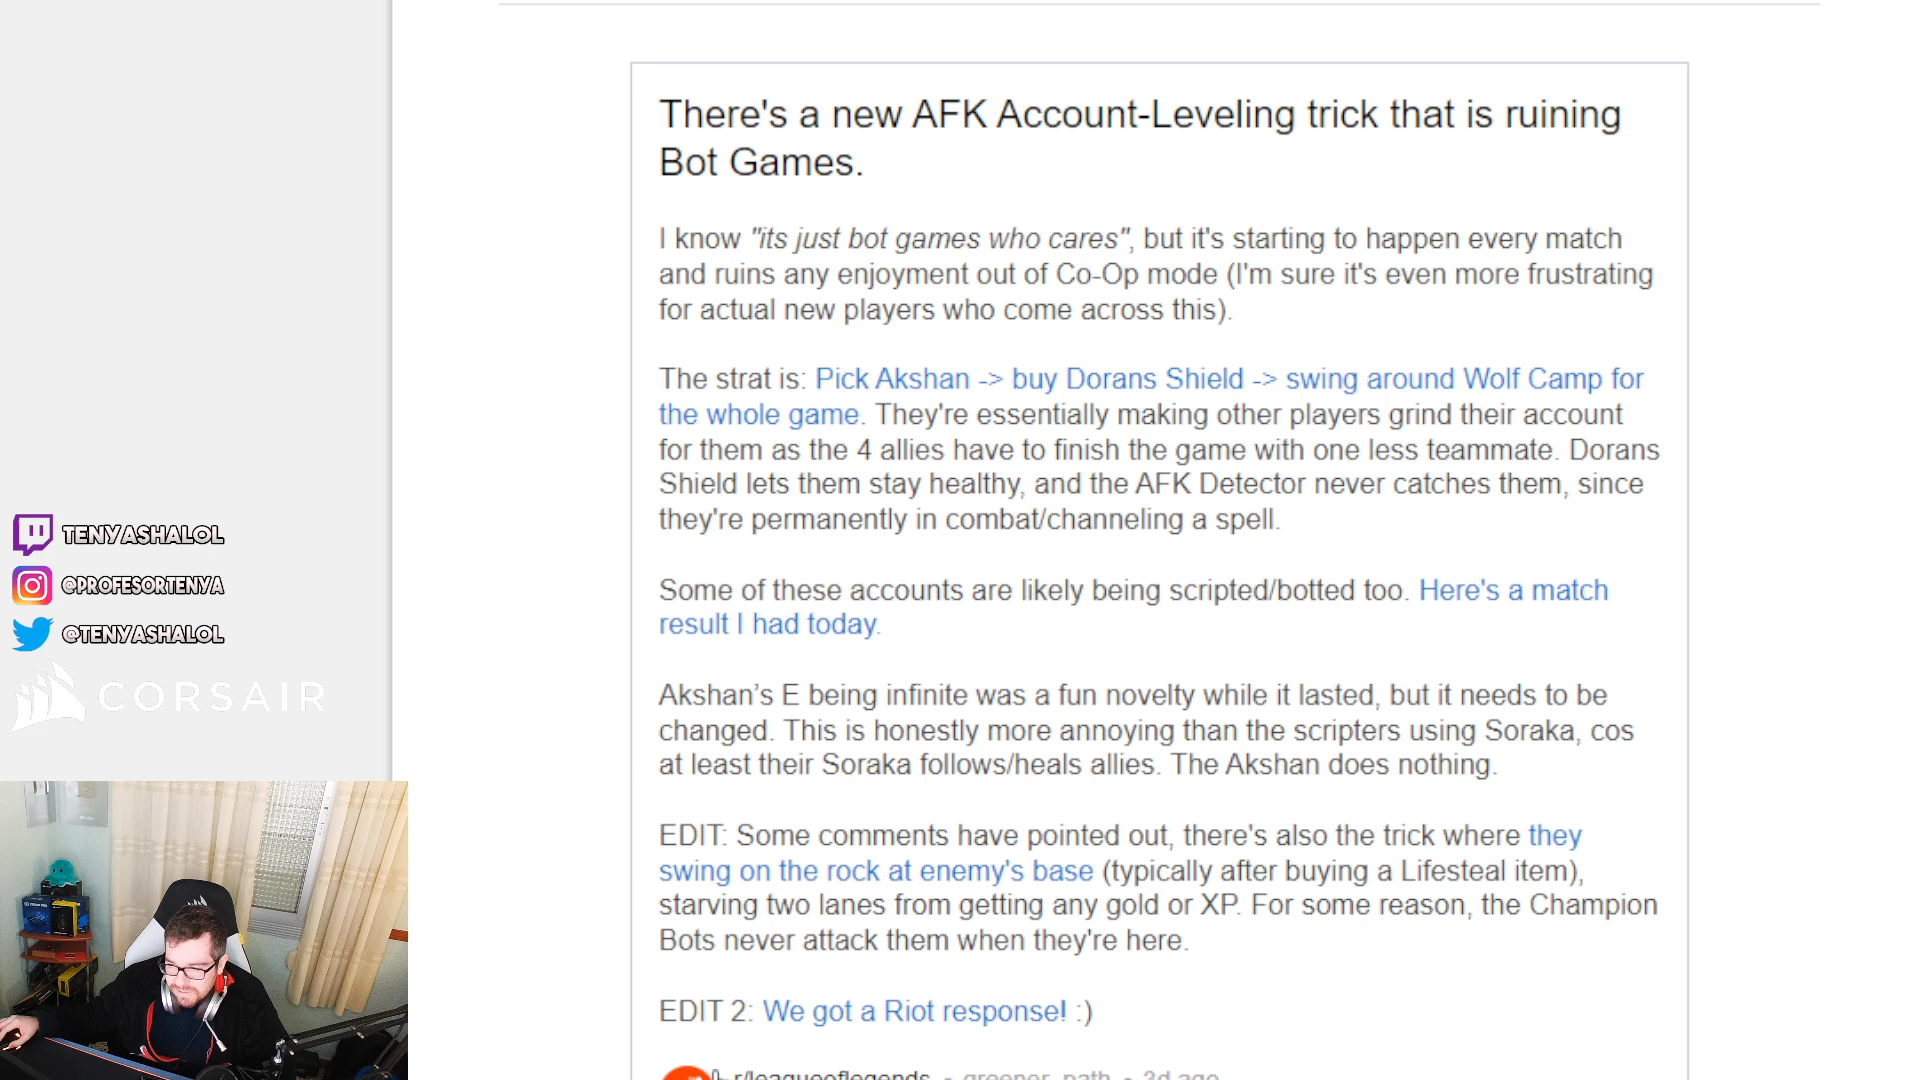 There's a new AFK Account-Leveling trick that is ruining
Bot Games.
I know "its just bot games who cares", but it's starting to happen every match
and ruins any enjoyment out of Co-Op mode (I'm sure it's even more frustrating
for actual new players who come across this).
The strat is: Pick Akshan -> buy Dorans Shield -> swing around Wolf Camp for
the whole game. They're essentially making other players grind their account
for them as the 4 allies have to finish the game with one less teammate. Dorans
Shield lets them stay healthy, and the AFK Detector never catches them, since
they're permanently in combat/channeling a spell.
Some of these accounts are likely being scripted/botted too. Here's a match
result I had today.
Akshan’s E being infinite was a fun novelty while it lasted, but it needs to be
changed. This is honestly more annoying than the scripters using Soraka, cos
at least their Soraka follows/heals allies. The Akshan does nothing.
EDIT: Some comments have pointed out, there's also the trick where they
swing on the rock at enemy's base (typically after buying a Lifesteal item),
starving two lanes from getting any gold or XP. For some reason, the Champion
Bots never attack them when they're here.
EDIT 2: We got a Riot response! :)
r/leagueoflegends - greener_path - 3d ago
TENYASHALOL
@PROFESORTENYA
@TENYASHALOL
CORSAIR